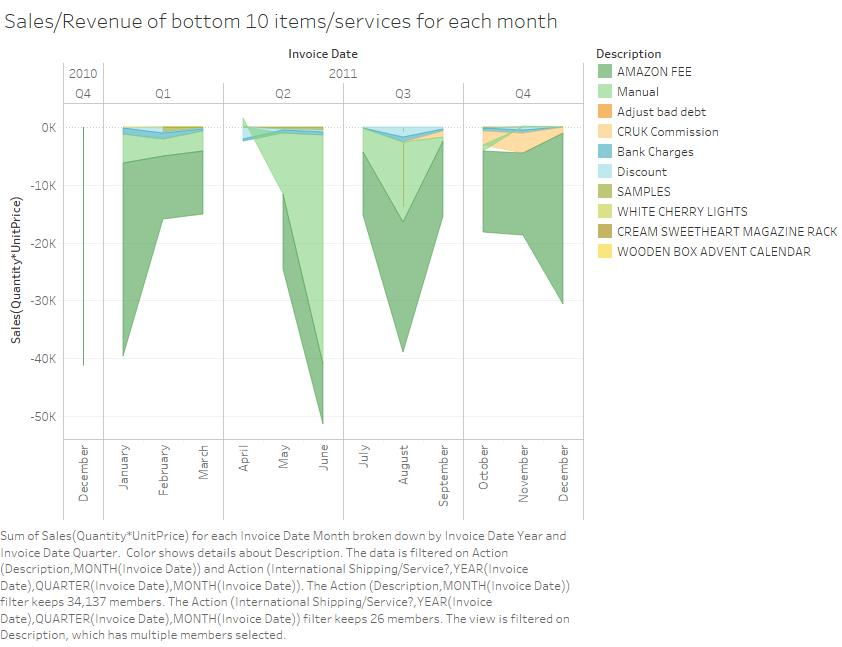 Sales/Revenue of bottom 10 items/services for each month
Invoice Date
2010
2011
Q4
Q1
Q2
Q3
Q4
0K
-10K
-20K
-30K
-40K
-50K
Sales(Quantity*UnitPrice)
December
January
February
March
April
May
June
July
August
September
October
November
December
Description
AMAZON FEE
Manual
Adjust bad debt
CRUK Commission
Bank Charges
Discount
SAMPLES
WHITE CHERRY LIGHTS
CREAM SWEETHEART MAGAZINE RACK
WOODEN BOX ADVENT CALENDAR
Sum of Sales(Quantity*UnitPrice) for each Invoice Date Month broken down by Invoice Date Year and
Invoice Date Quarter.  Color shows details about Description. The data is filtered on Action
(Description,MONTH(Invoice Date)) and Action (International Shipping/Service?,YEAR(Invoice
Date),QUARTER(Invoice Date),MONTH(Invoice Date)). The Action (Description,MONTH(Invoice Date))
filter keeps 34,137 members. The Action (International Shipping/Service?,YEAR(Invoice
Date),QUARTER(Invoice Date),MONTH(Invoice Date)) filter keeps 26 members. The view is filtered on
Description, which has multiple members selected.